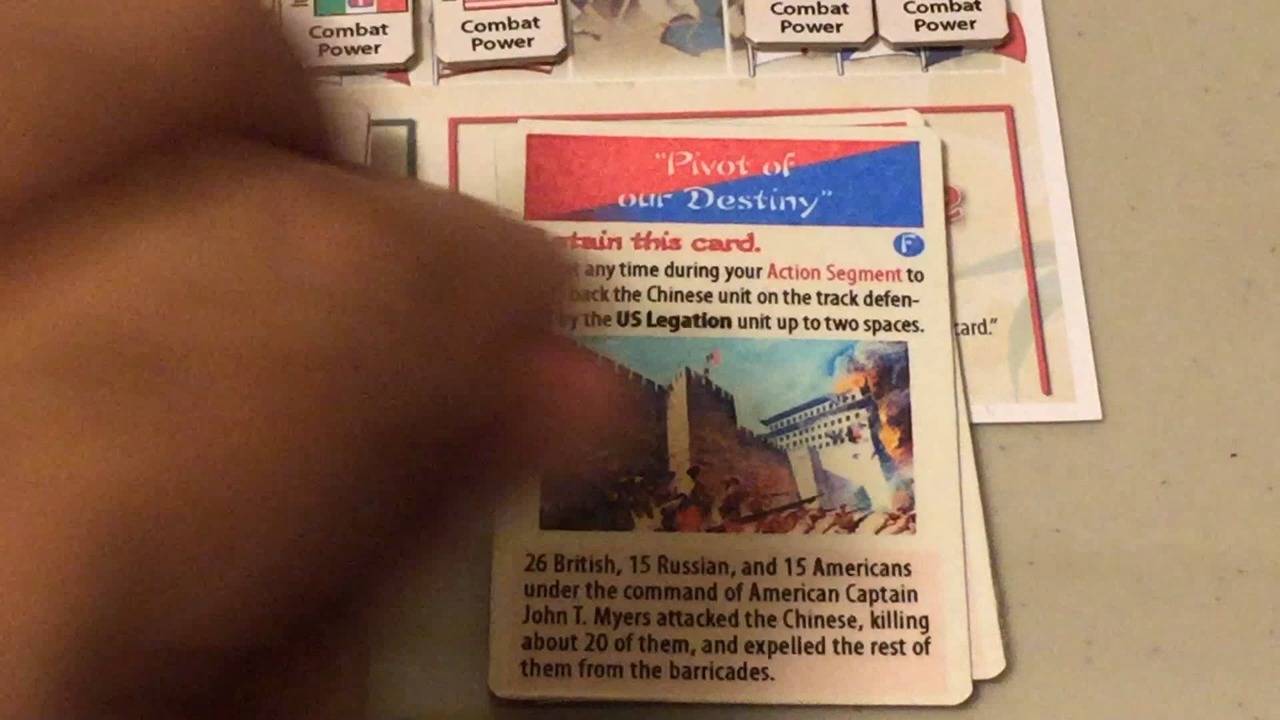 Combat
Power
Combat
Power
Combat
Power
Combat
Power
"Pivot of
our Destiny"
tain this card.
F
any time during your Action Segment to
back the Chinese unit on the track defen-
by the US Legation unit up to two spaces.
card."
26 British, 15 Russian, and 15 Americans
under the command of American Captain
John T. Myers attacked the Chinese, killing
about 20 of them, and expelled the rest of
them from the barricades.